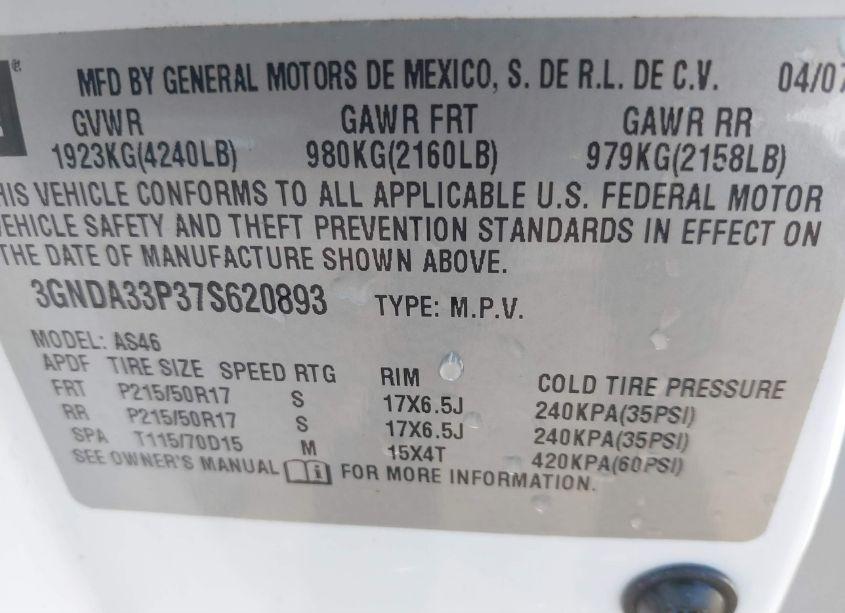 MFD BY GENERAL MOTORS DE MEXICO, S. DE R.L. DE C.V. 04/07
GVWR GAWR FRT GAWR RR
1923KG(4240LB) 980KG(2160LB) 979KG(2158LB)
THIS VEHICLE CONFORMS TO ALL APPLICABLE U.S. FEDERAL MOTOR
VEHICLE SAFETY AND THEFT PREVENTION STANDARDS IN EFFECT ON
THE DATE OF MANUFACTURE SHOWN ABOVE.
3GNDA33P37S620893 TYPE: M.P.V.
MODEL: AS46
APDF TIRE SIZE SPEED RTG RIM COLD TIRE PRESSURE
FRT P215/50R17 S 17X6.5J 240KPA(35PSI)
RR P215/50R17 S 17X6.5J 240KPA(35PSI)
SPA T115/70D15 M 15X4T 420KPA(60PSI)
SEE OWNER'S MANUAL i FOR MORE INFORMATION.